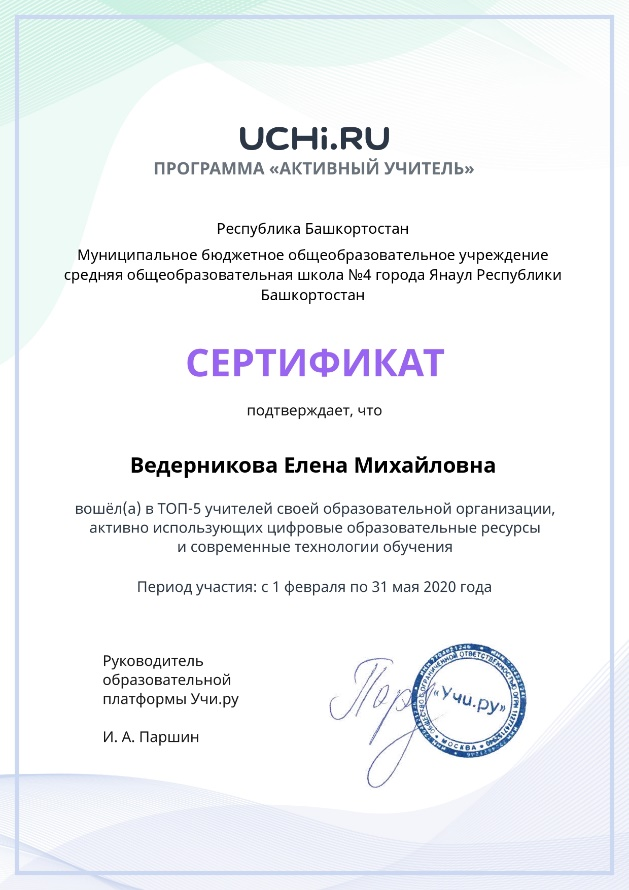 UCHi.RU
ПРОГРАММА «АКТИВНЫЙ УЧИТЕЛЬ»
Республика Башкортостан
Муниципальное бюджетное общеобразовательное учреждение
средняя общеобразовательная школа №4 города Янаул Республики
Башкортостан
СЕРТИФИКАТ
подтверждает, что
Ведерникова Елена Михайловна
вошёл(а) в ТОП-5 учителей своей образовательной организации,
активно использующих цифровые образовательные ресурсы
и современные технологии обучения
Период участия: с 1 февраля по 31 мая 2020 года
Руководитель
образовательной
платформы Учи.ру
И. А. Паршин
«Учи.ру»
ОГРАНИЧЕННОЙ ОТВЕТСТВЕННОСТЬЮ
МОСКВА